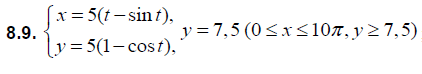 8.9. { x = 5(t − sin t),
y = 5(1 − cos t), y = 7,5 (0 ≤ x ≤ 10π, y ≥ 7,5)